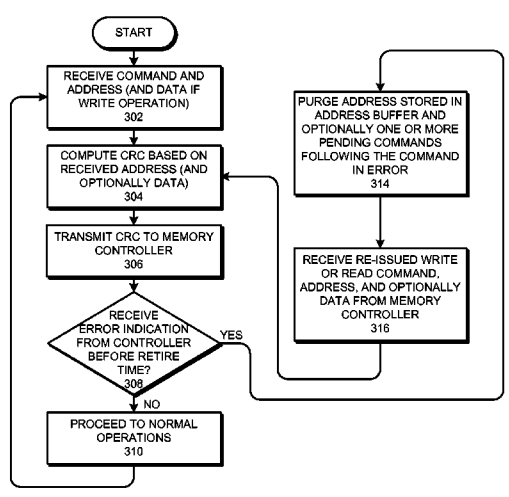 START
RECEIVE COMMAND AND
ADDRESS (AND DATA IF
WRITE OPERATION)
302
COMPUTE CRC BASED ON
RECEIVED ADDRESS (AND
OPTIONALLY DATA)
304
TRANSMIT CRC TO MEMORY
CONTROLLER
306
RECEIVE
ERROR INDICATION
FROM CONTROLLER
BEFORE RETIRE
TIME?
308
YES
NO
PROCEED TO NORMAL
OPERATIONS
310
PURGE ADDRESS STORED IN
ADDRESS BUFFER AND
OPTIONALLY ONE OR MORE
PENDING COMMANDS
FOLLOWING THE COMMAND
IN ERROR
314
RECEIVE RE-ISSUED WRITE
OR READ COMMAND,
ADDRESS, AND OPTIONALLY
DATA FROM MEMORY
CONTROLLER
316